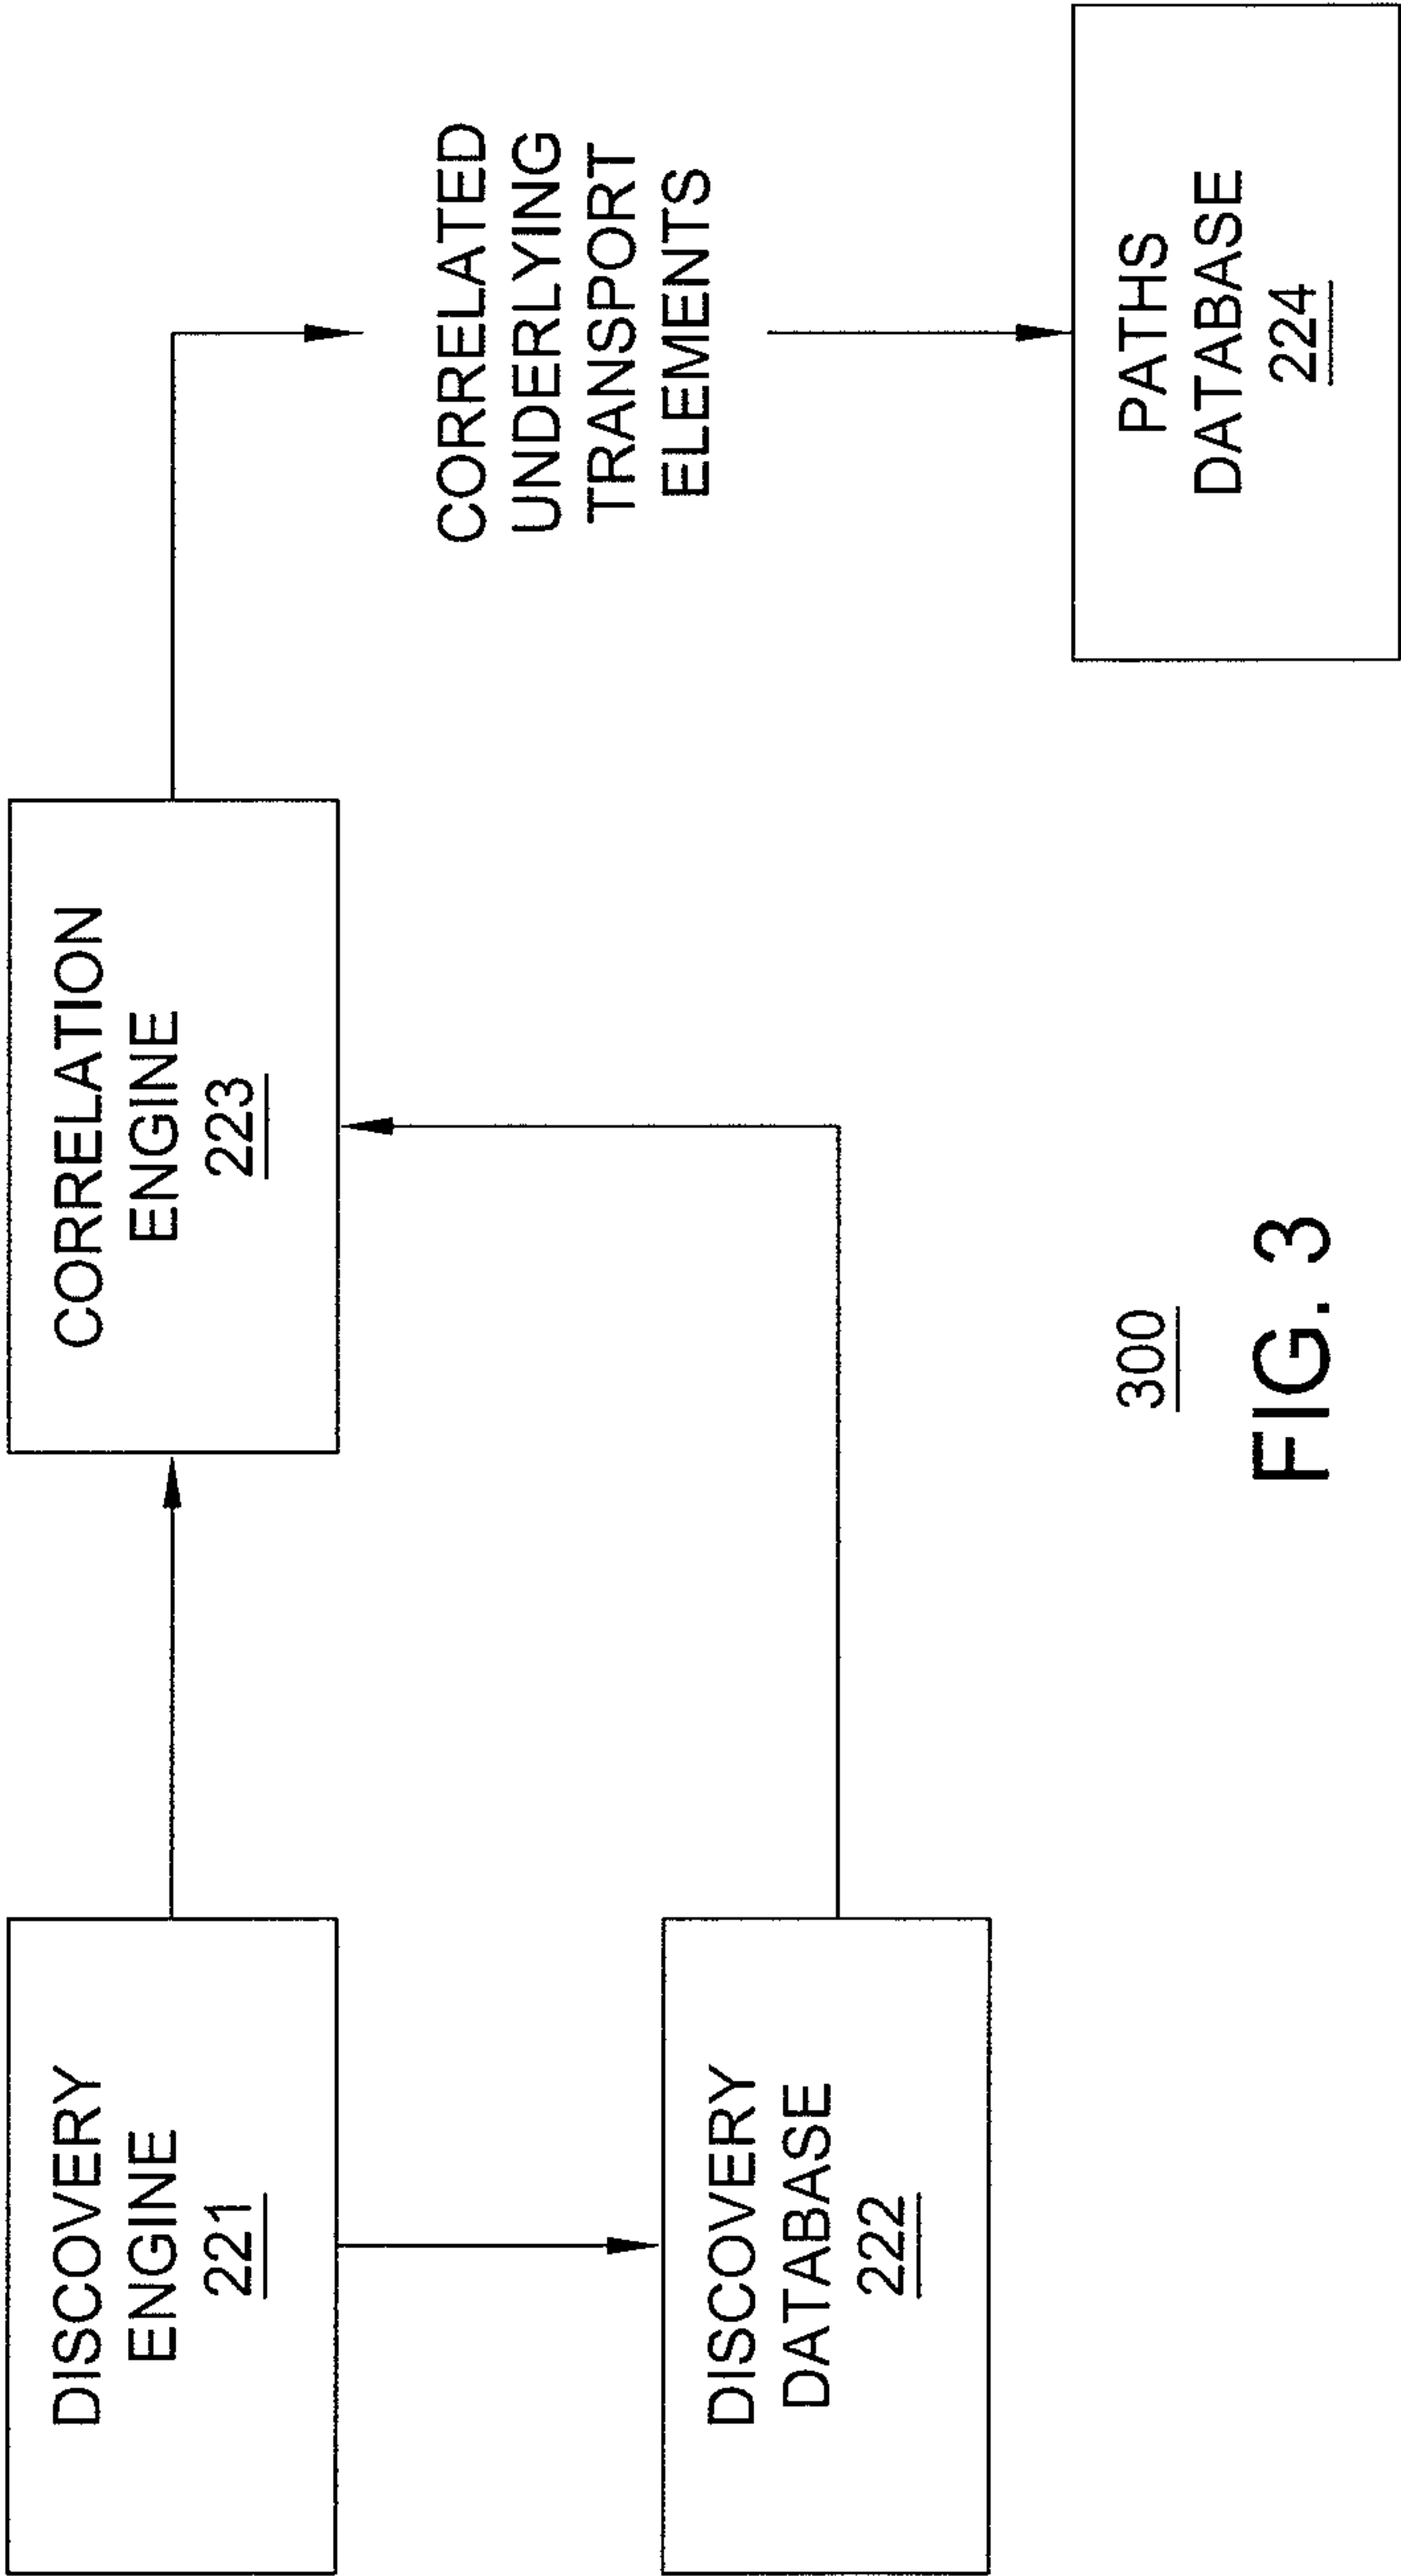 DISCOVERY
ENGINE
221
CORRELATION
ENGINE
223
CORRELATED
UNDERLYING
TRANSPORT
ELEMENTS
DISCOVERY
DATABASE
222
PATHS
DATABASE
224
300
FIG. 3